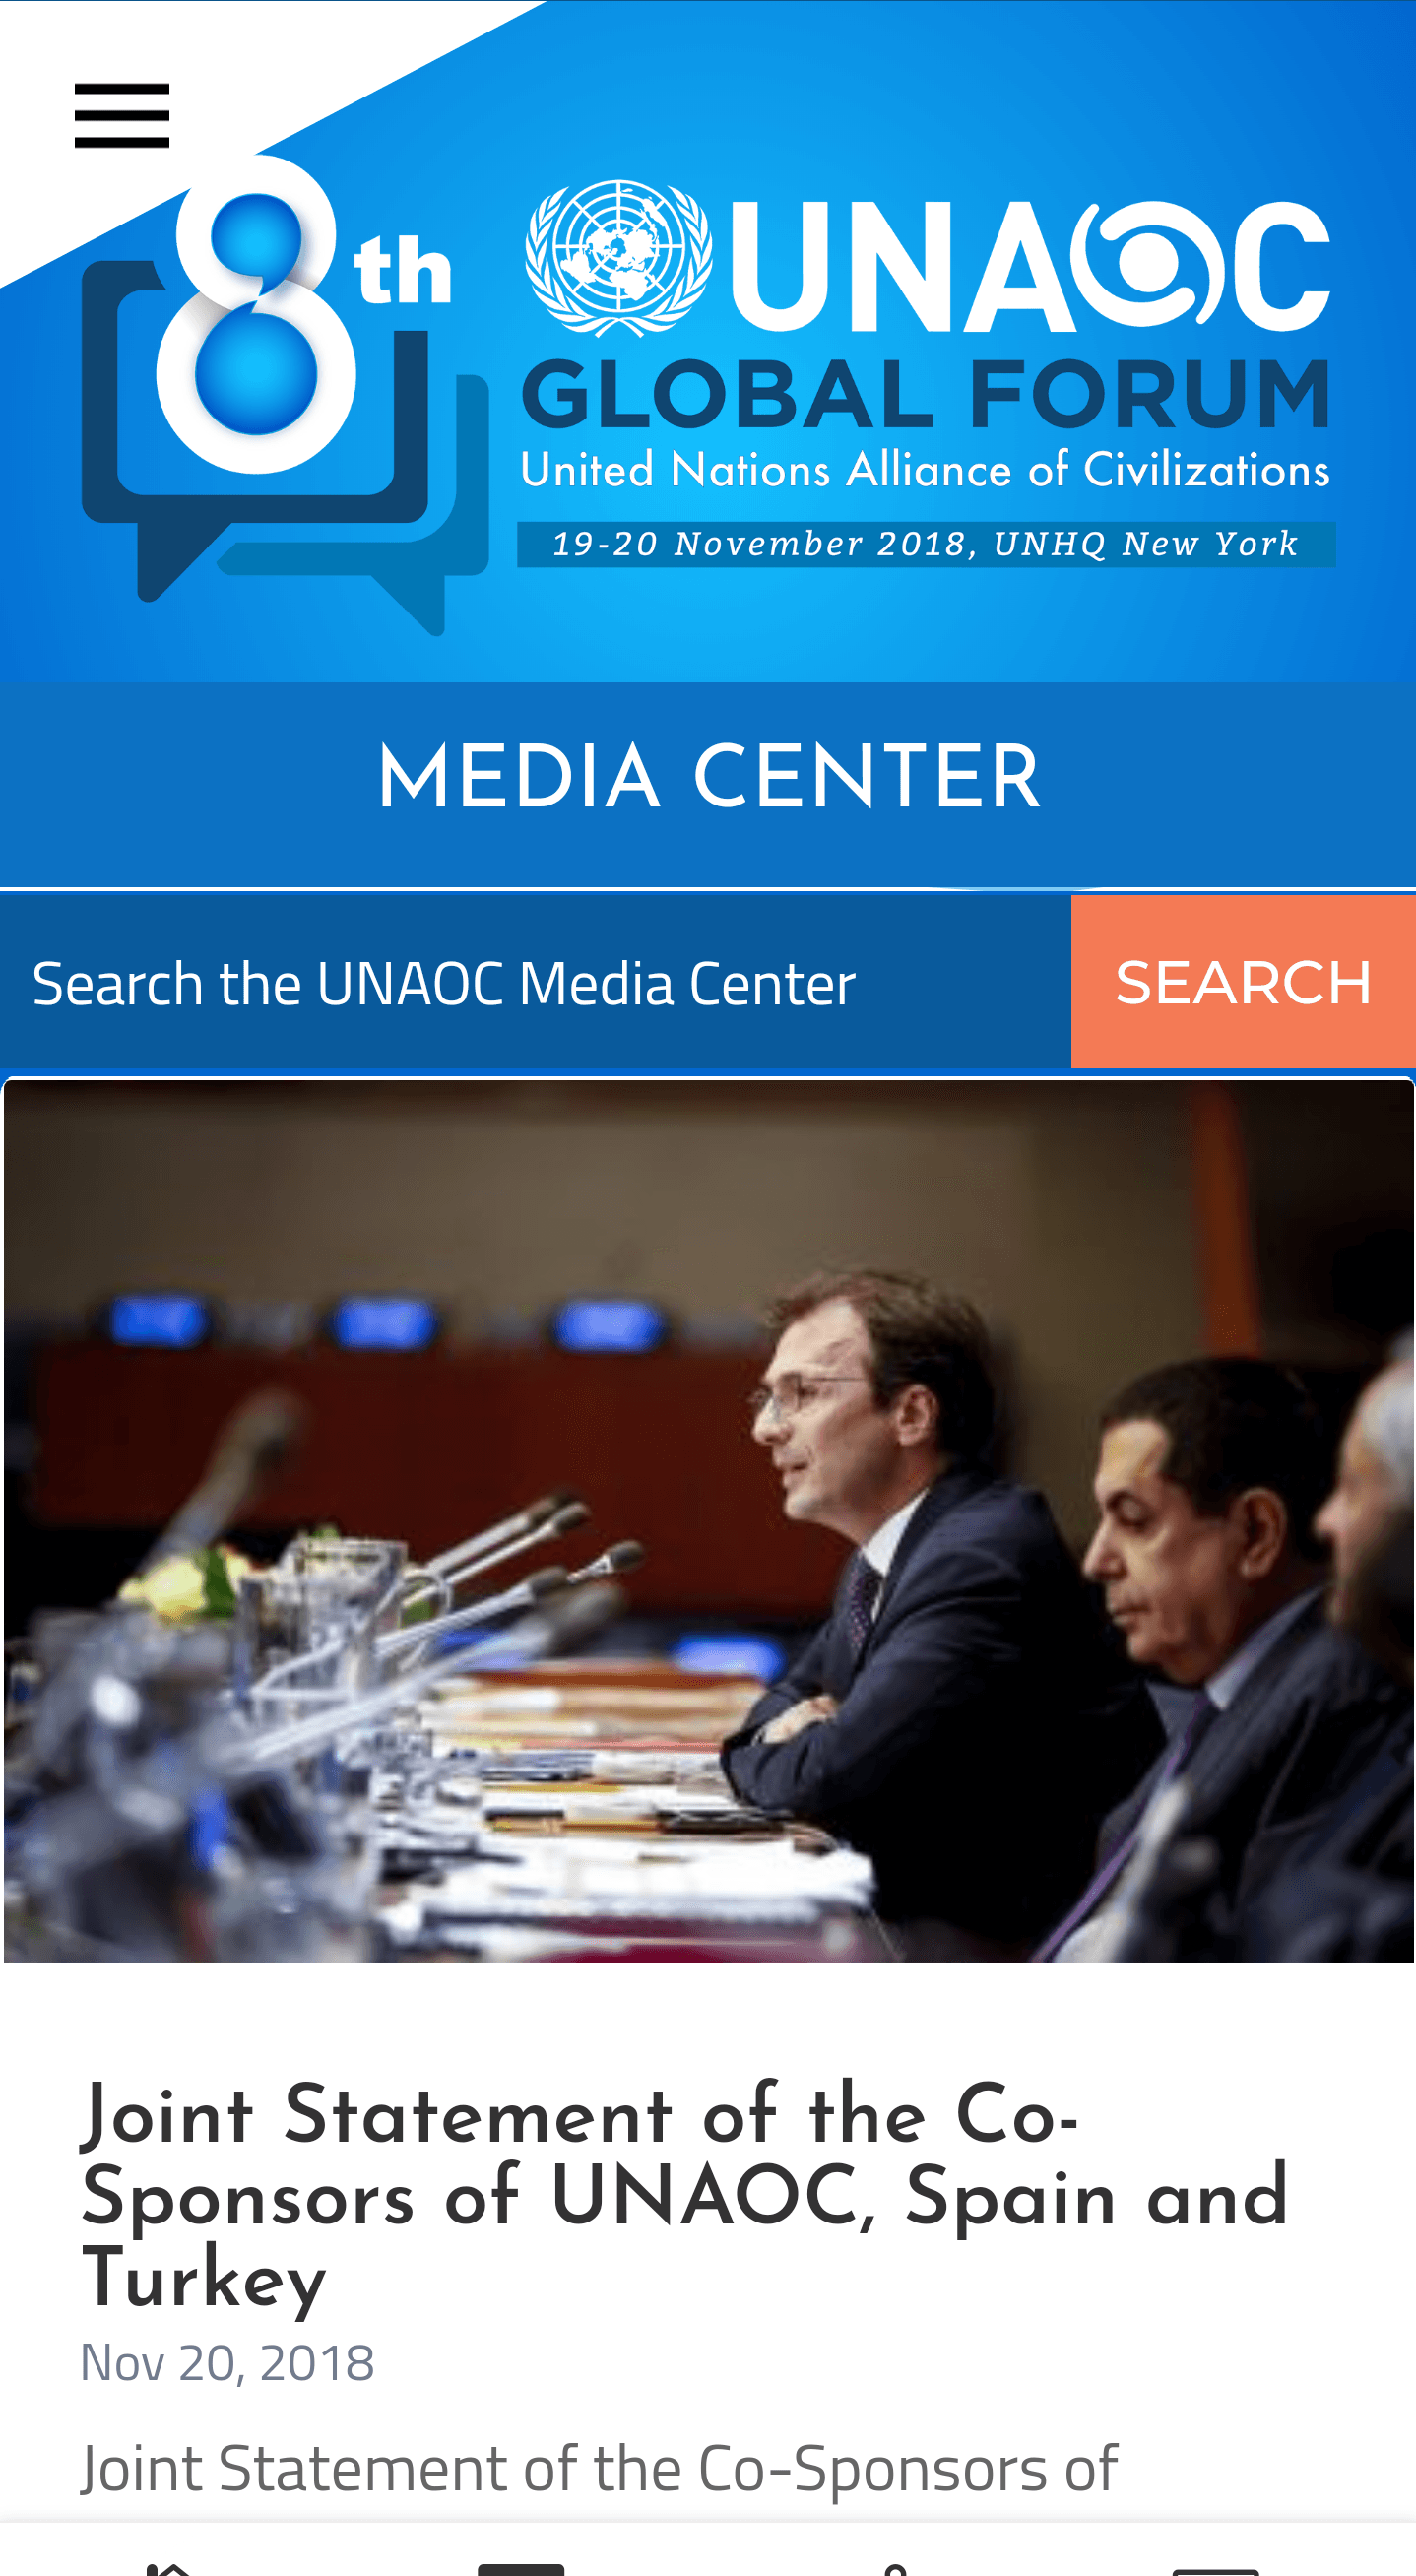 8th
UNAOC
GLOBAL FORUM
United Nations Alliance of Civilizations
19-20 November 2018, UNHQ New York
MEDIA CENTER
Search the UNAOC Media Center SEARCH
Joint Statement of the Co-
Sponsors of UNAOC, Spain and
Turkey
Nov 20, 2018
Joint Statement of the Co-Sponsors of